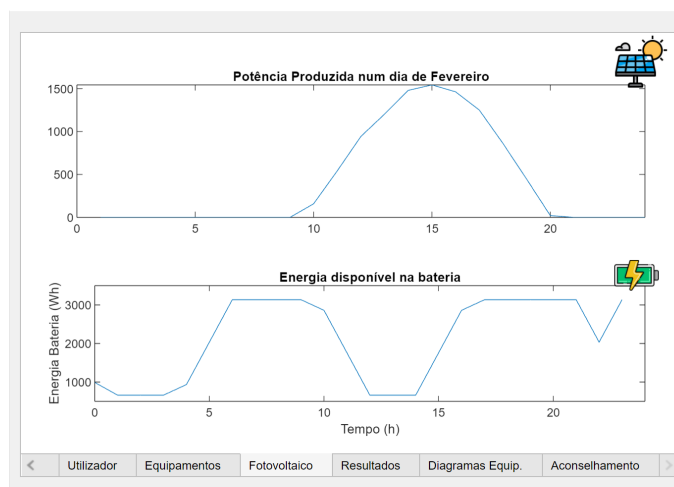 Potência Produzida num dia de Fevereiro
1500
1000
500
0
0 5 10 15 20
Energia disponível na bateria
Energia Bateria (Wh)
3000
2000
1000
0 5 10 15 20
Tempo (h)
Utilizador Equipamentos Fotovoltaico Resultados Diagramas Equip. Aconselhamento